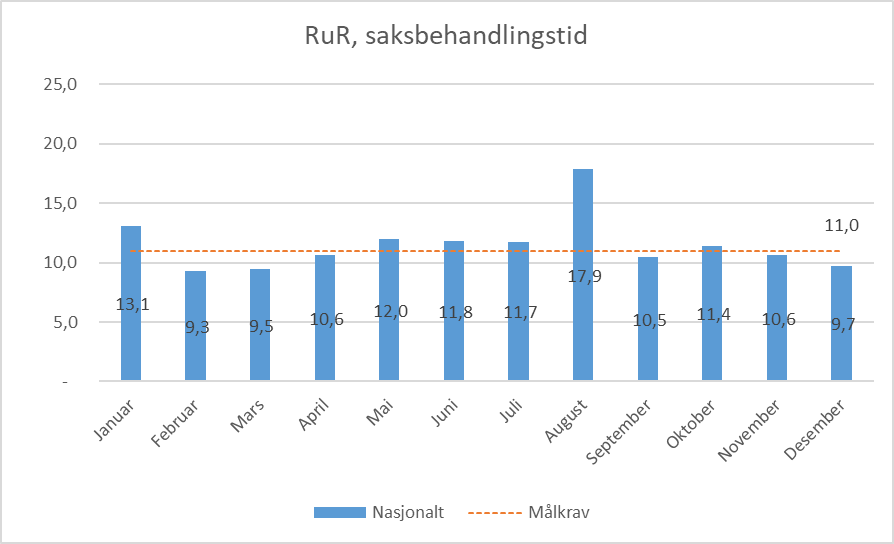 RuR, saksbehandlingstid
25,0
20,0
15,0
10,0
5,0
-
11,0
13,1
9,3
9,5
10,6
12,0
11,8
11,7
17,9
10,5
11,4
10,6
9,7
Januar
Februar
Mars
April
Mai
Juni
Juli
August
September
Oktober
November
Desember
Nasjonalt
Målkrav